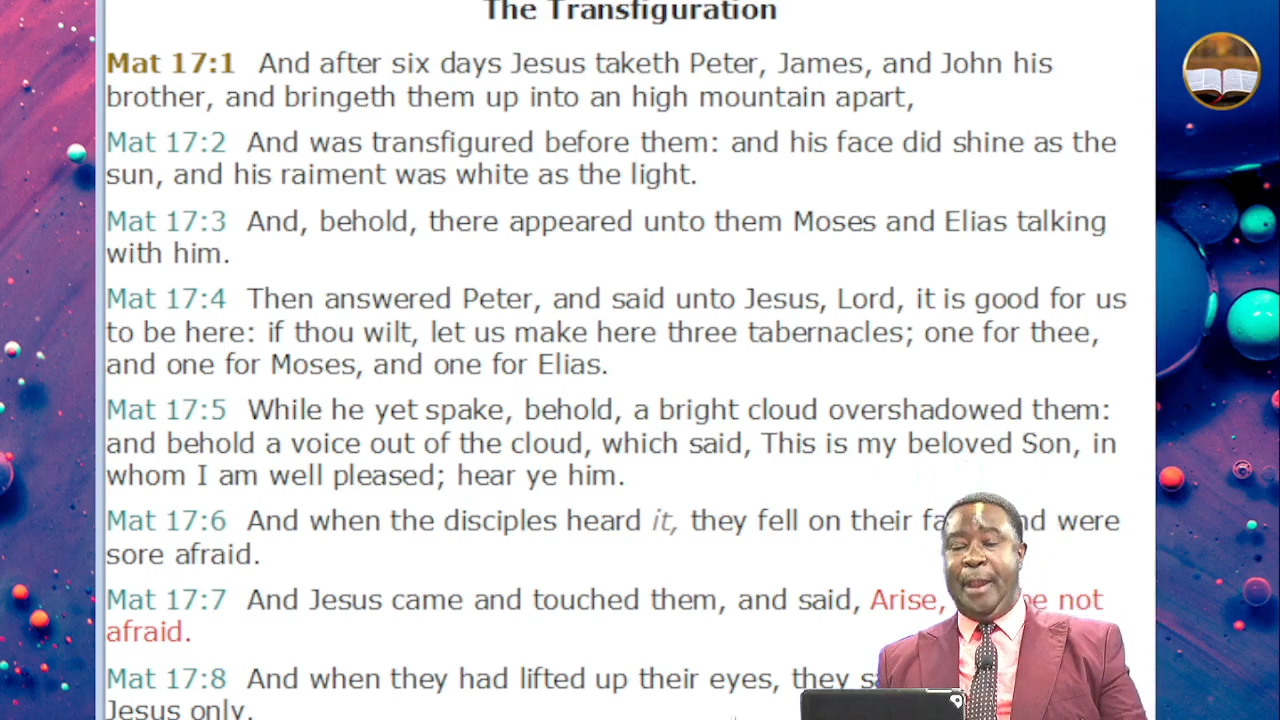 The Transfiguration
Mat 17:1 And after six days Jesus taketh Peter, James, and John his
brother, and bringeth them up into an high mountain apart,
Mat 17:2 And was transfigured before them: and his face did shine as the
sun, and his raiment was white as the light.
Mat 17:3 And, behold, there appeared unto them Moses and Elias talking
with him.
Mat 17:4 Then answered Peter, and said unto Jesus, Lord, it is good for us
to be here: if thou wilt, let us make here three tabernacles; one for thee,
and one for Moses, and one for Elias.
Mat 17:5 While he yet spake, behold, a bright cloud overshadowed them:
and behold a voice out of the cloud, which said, This is my beloved Son, in
whom I am well pleased; hear ye him.
Mat 17:6 And when the disciples heard it, they fell on their were
sore afraid.
Mat 17:7 And Jesus came and touched them, and said, Arise, not
afraid.
Mat 17:8 And when they had lifted up their eyes, they
Jesus only.